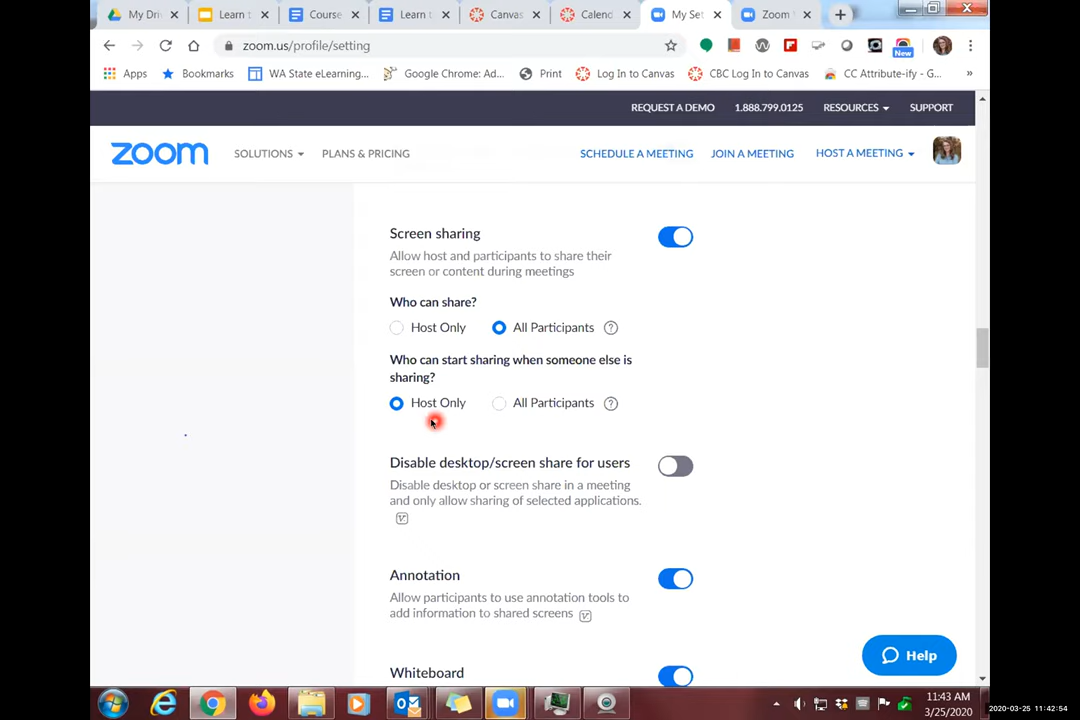 My Dri
Learn t
Course
Learn t
Canvas
Calend
My Set
Zoom
zoom.us/profile/setting
New
Apps
Bookmarks
WA State eLearning...
Google Chrome: Ad...
Print
Log In to Canvas
CBC Log In to Canvas
CC Attribute-ify - G...
»
REQUEST A DEMO
1.888.799.0125
RESOURCES
SUPPORT
zoom
SOLUTIONS
PLANS & PRICING
SCHEDULE A MEETING
JOIN A MEETING
HOST A MEETING
Screen sharing
Allow host and participants to share their
screen or content during meetings
Who can share?
Host Only
All Participants
?
Who can start sharing when someone else is
sharing?
Host Only
All Participants
?
Disable desktop/screen share for users
Disable desktop or screen share in a meeting
and only allow sharing of selected applications.
Annotation
Allow participants to use annotation tools to
add information to shared screens
Whiteboard
Help
11:43 AM
3/25/2020
2020-03-25 11:42:54